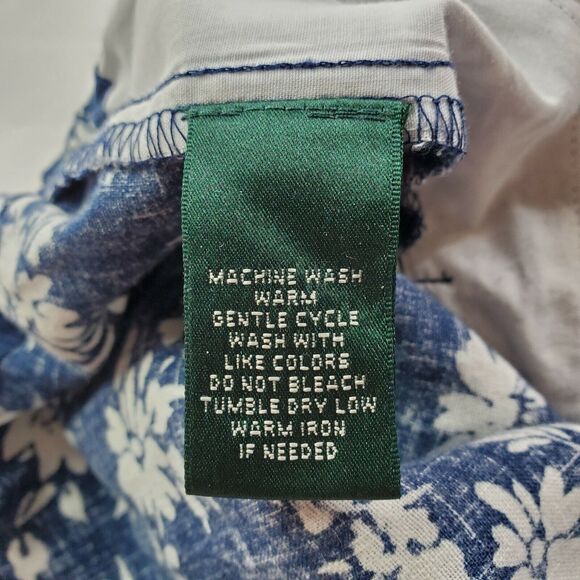 MACHINE WASH
WARM
GENTLE CYCLE
WASH WITH
LIKE COLORS
DO NOT BLEACH
TUMBLE DRY LOW
WARM IRON
IF NEEDED